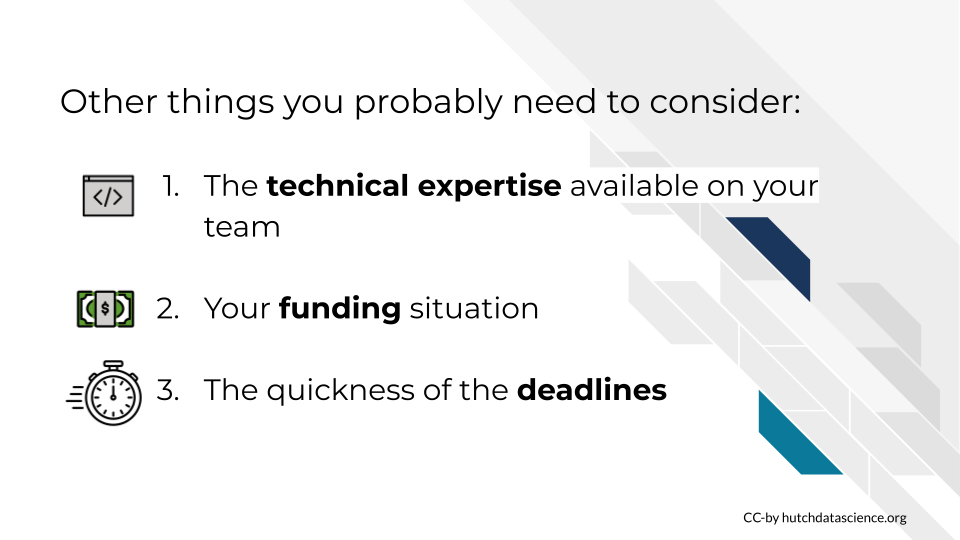 Other things you probably need to consider:
</>
1. The technical expertise available on your
team
$
2. Your funding situation
3. The quickness of the deadlines
CC-by hutchdatascience.org